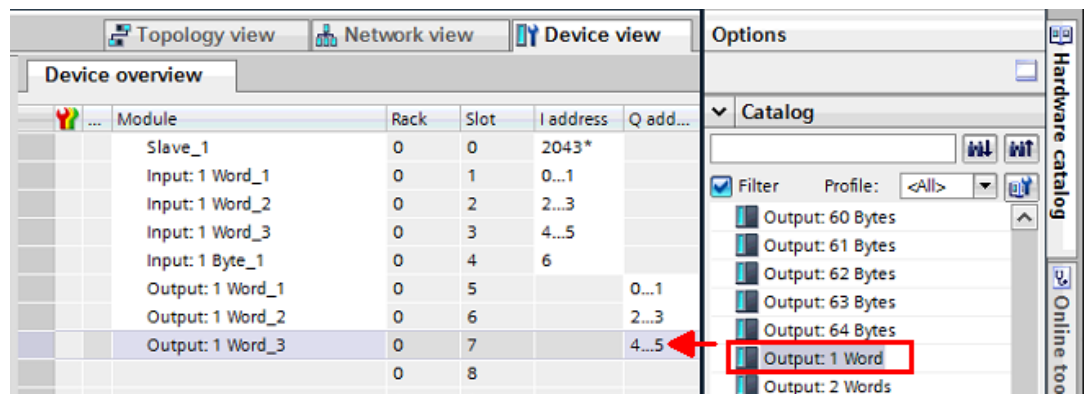 Topology view Network view Device view Options
Device overview
Catalog
... Module Rack Slot I address Q add...
Slave_1 0 0 2043*
Input: 1 Word_1 0 1 0...1
Input: 1 Word_2 0 2 2...3
Input: 1 Word_3 0 3 4...5
Input: 1 Byte_1 0 4 6
Output: 1 Word_1 0 5 0...1
Output: 1 Word_2 0 6 2...3
Output: 1 Word_3 0 7 4...5
0 8
Filter Profile: <All>
Output: 60 Bytes
Output: 61 Bytes
Output: 62 Bytes
Output: 63 Bytes
Output: 64 Bytes
Output: 1 Word
Output: 2 Words
Hardware catalog
Online too